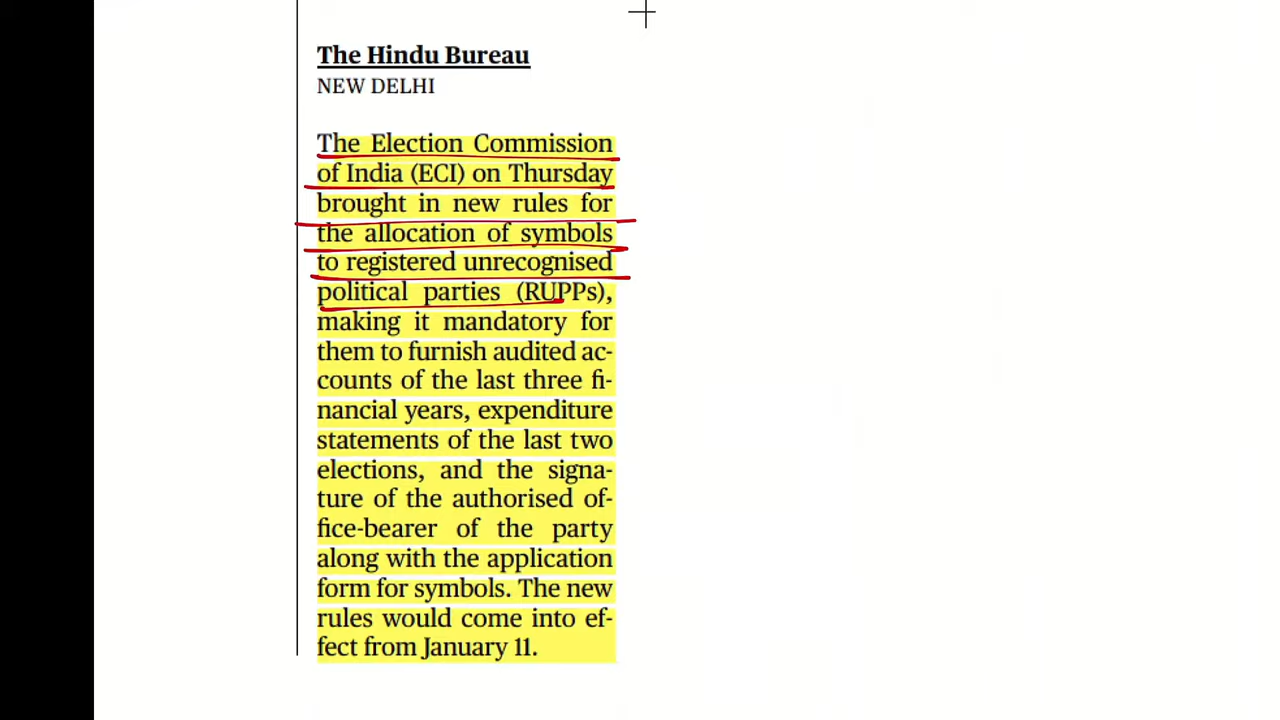 The Hindu Bureau
NEW DELHI
The Election Commission
of India (ECI) on Thursday
brought in new rules for
the allocation of symbols
to registered unrecognised
political parties (RUPPs),
making it mandatory for
them to furnish audited ac-
counts of the last three fi-
nancial years, expenditure
statements of the last two
elections, and the signa-
ture of the authorised of-
fice-bearer of the party
along with the application
form for symbols. The new
rules would come into ef-
fect from January 11.